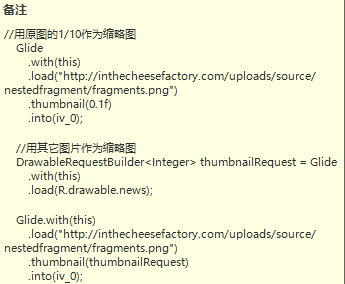 备注
//用原图的1/10作为缩略图
Glide
.with(this)
.load("http://inthecheesefactory.com/uploads/source/
nestedfragment/fragments.png")
.thumbnail(0.1f)
.into(iv_0);
//用其它图片作为缩略图
DrawableRequestBuilder<Integer> thumbnailRequest = Glide
.with(this)
.load(R.drawable.news);
Glide.with(this)
.load("http://inthecheesefactory.com/uploads/source/
nestedfragment/fragments.png")
.thumbnail(thumbnailRequest)
.into(iv_0);